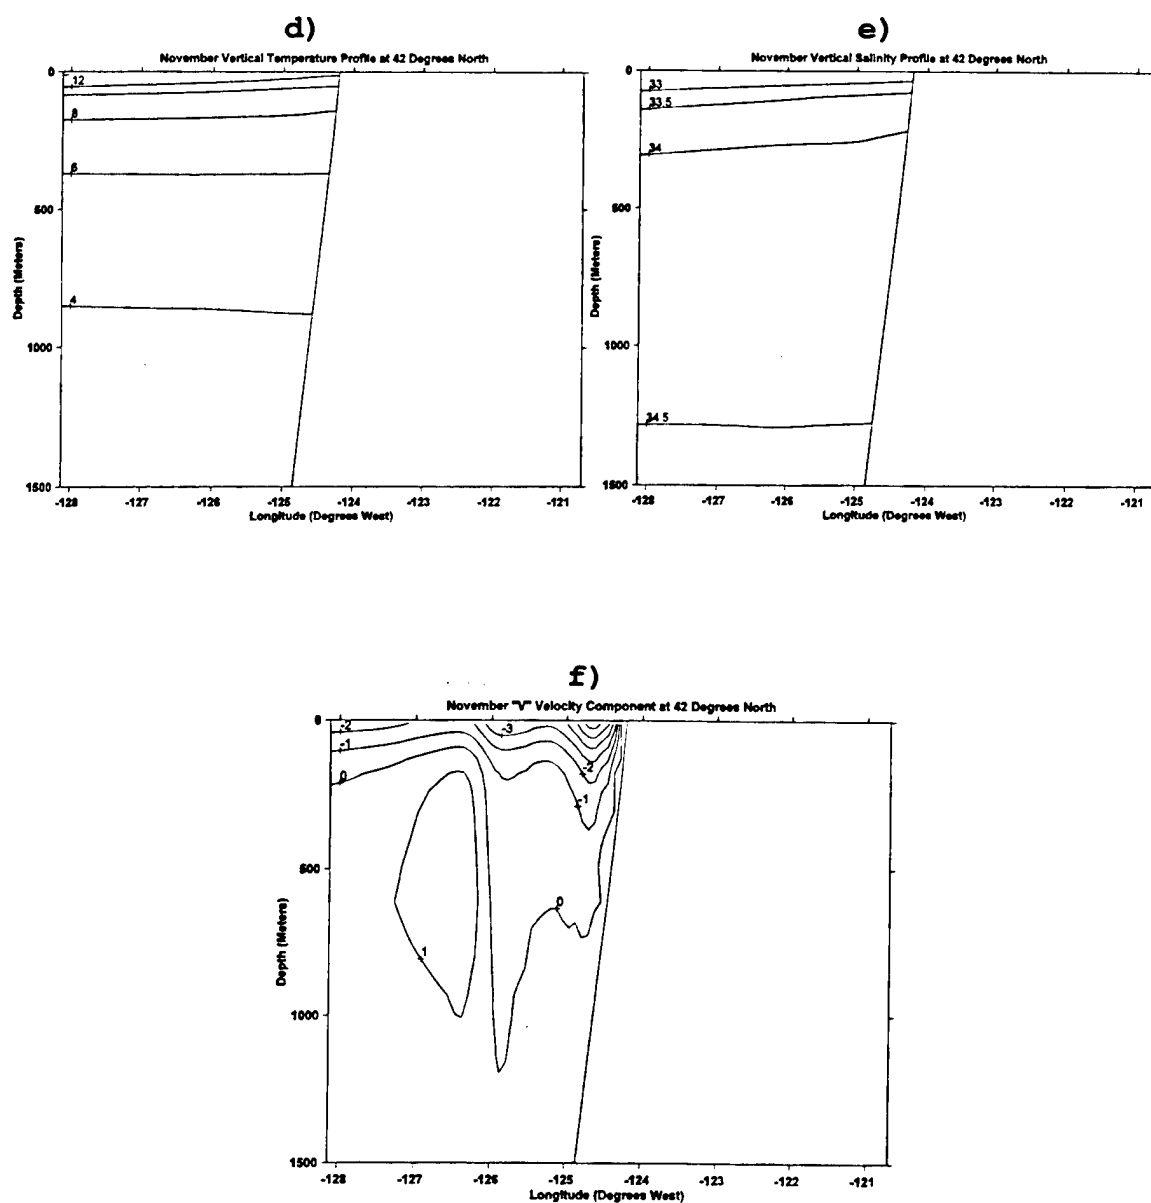 d)
November Vertical Temperature Profile at 42 Degrees North
0
500
1000
1500
Depth (Meters)
12
8
6
4
-128 -127 -126 -125 -124 -123 -122 -121
Longitude (Degrees West)
e)
November Vertical Salinity Profile at 42 Degrees North
0
500
1000
1500
Depth (Meters)
33
33.5
34
34.5
-128 -127 -126 -125 -124 -123 -122 -121
Longitude (Degrees West)
f)
November "V" Velocity Component at 42 Degrees North
0
500
1000
1500
Depth (Meters)
-2
-1
0
-3
-2
-1
0
1
-128 -127 -126 -125 -124 -123 -122 -121
Longitude (Degrees West)